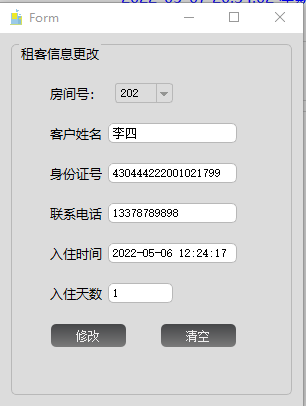 Form
租客信息更改
房间号： 202
客户姓名 李四
身份证号 430444222001021799
联系电话 13378789898
入住时间 2022-05-06 12:24:17
入住天数 1
修改 清空